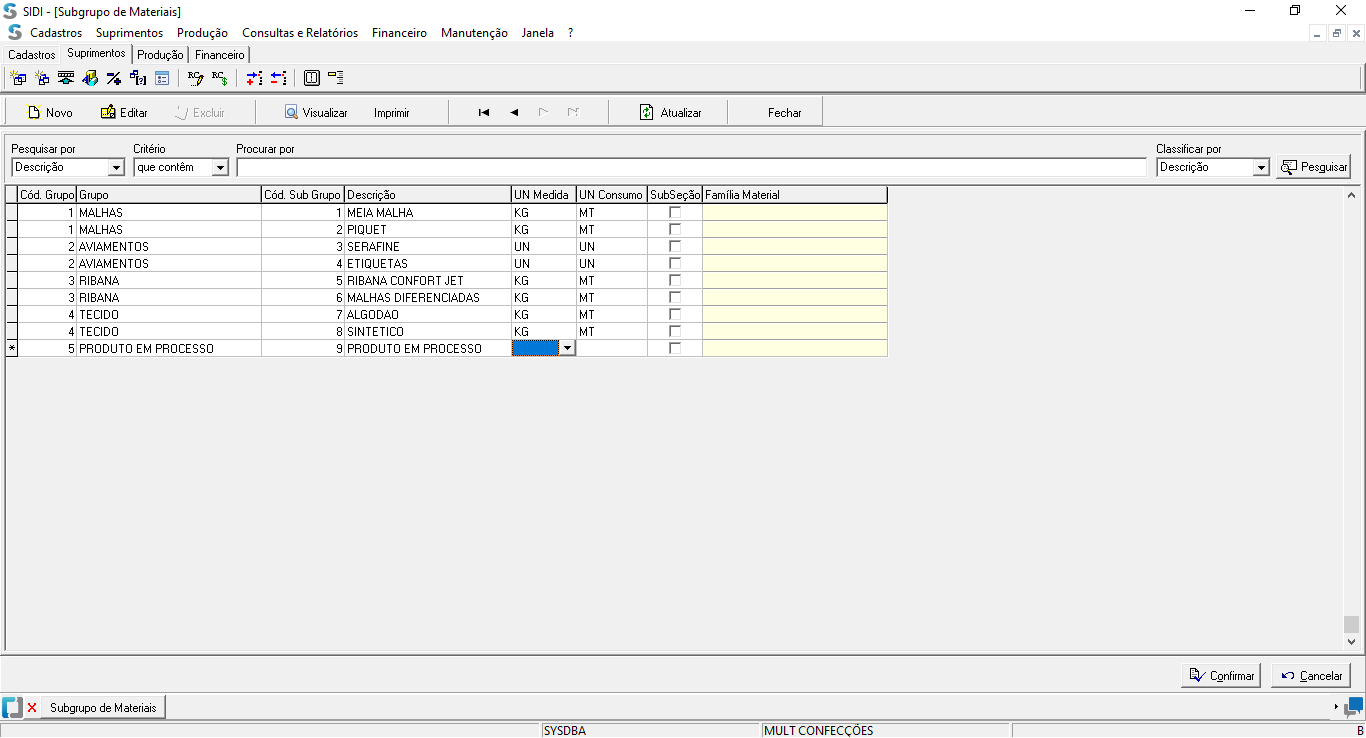 SIDI - [Subgrupo de Materiais]
Cadastros Suprimentos Produção Consultas e Relatórios Financeiro Manutenção Janela ?
Cadastros Suprimentos Produção Financeiro
Novo Editar Excluir Visualizar Imprimir Atualizar Fechar
Pesquisar por Critério Procurar por Classificar por
Descrição que contêm Descrição Pesquisar
Cód. Grupo Grupo Cód. Sub Grupo Descrição UN Medida UN Consumo SubSeção Família Material
1 MALHAS 1 MEIA MALHA KG MT
1 MALHAS 2 PIQUET KG MT
2 AVIAMENTOS 3 SERAFINE UN UN
2 AVIAMENTOS 4 ETIQUETAS UN UN
3 RIBANA 5 RIBANA CONFORT JET KG MT
3 RIBANA 6 MALHAS DIFERENCIADAS KG MT
4 TECIDO 7 ALGODAO KG MT
4 TECIDO 8 SINTETICO KG MT
* 5 PRODUTO EM PROCESSO 9 PRODUTO EM PROCESSO
Confirmar Cancelar
Subgrupo de Materiais
SYSDBA MULT CONFECÇÕES B